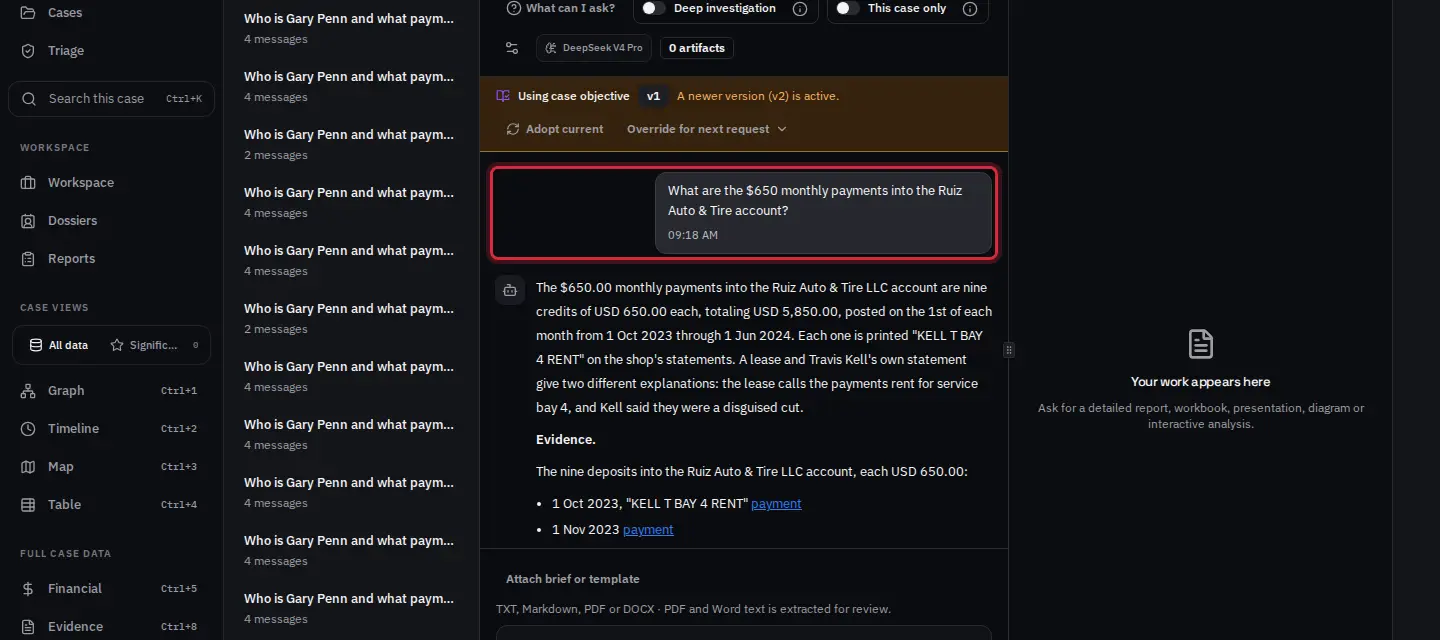 Cases
Triage
Search this case Ctrl+K
WORKSPACE
Workspace
Dossiers
Reports
CASE VIEWS
All data Signific... 0
Graph Ctrl+1
Timeline Ctrl+2
Map Ctrl+3
Table Ctrl+4
FULL CASE DATA
Financial Ctrl+5
Evidence Ctrl+8
Who is Gary Penn and what paym...
4 messages
Who is Gary Penn and what paym...
4 messages
Who is Gary Penn and what paym...
2 messages
Who is Gary Penn and what paym...
4 messages
Who is Gary Penn and what paym...
4 messages
Who is Gary Penn and what paym...
2 messages
Who is Gary Penn and what paym...
4 messages
Who is Gary Penn and what paym...
4 messages
Who is Gary Penn and what paym...
4 messages
Who is Gary Penn and what paym...
4 messages
Who is Gary Penn and what paym...
4 messages
What can I ask? Deep investigation This case only
DeepSeek V4 Pro 0 artifacts
Using case objective v1 A newer version (v2) is active.
Adopt current Override for next request
What are the $650 monthly payments into the Ruiz
Auto & Tire account?
09:18 AM
The $650.00 monthly payments into the Ruiz Auto & Tire LLC account are nine
credits of USD 650.00 each, totaling USD 5,850.00, posted on the 1st of each
month from 1 Oct 2023 through 1 Jun 2024. Each one is printed "KELL T BAY
4 RENT" on the shop's statements. A lease and Travis Kell's own statement
give two different explanations: the lease calls the payments rent for service
bay 4, and Kell said they were a disguised cut.
Evidence.
The nine deposits into the Ruiz Auto & Tire LLC account, each USD 650.00:
• 1 Oct 2023, "KELL T BAY 4 RENT" payment
• 1 Nov 2023 payment
Attach brief or template
TXT, Markdown, PDF or DOCX · PDF and Word text is extracted for review.
Your work appears here
Ask for a detailed report, workbook, presentation, diagram or
interactive analysis.